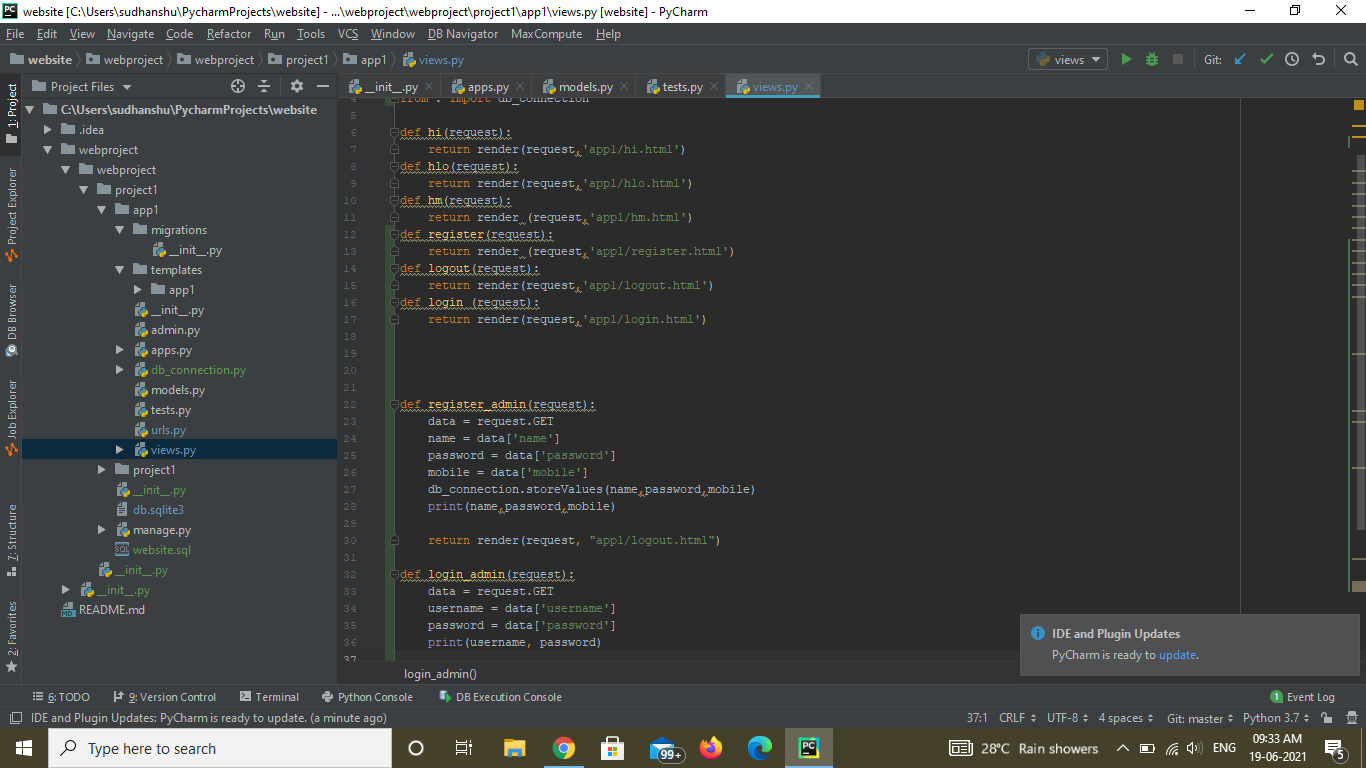 website [C:\Users\sudhanshu\PycharmProjects\website] - ...\webproject\webproject\project1\app1\views.py [website] - PyCharm
File Edit View Navigate Code Refactor Run Tools VCS Window DB Navigator MaxCompute Help
website webproject webproject project1 app1 views.py
views Git:
Project Files
__init__.py apps.py models.py tests.py views.py
1: Project
Project Explorer
DB Browser
Job Explorer
7: Structure
2: Favorites
C:\Users\sudhanshu\PycharmProjects\website
.idea
webproject
webproject
project1
app1
migrations
__init__.py
templates
app1
__init__.py
admin.py
apps.py
db_connection.py
models.py
tests.py
urls.py
views.py
project1
__init__.py
db.sqlite3
manage.py
website.sql
__init__.py
__init__.py
README.md
4 from . import db_connection
5
6 def hi(request):
7 return render(request,'app1/hi.html')
8 def hlo(request):
9 return render(request,'app1/hlo.html')
10 def hm(request):
11 return render (request,'app1/hm.html')
12 def register(request):
13 return render (request,'app1/register.html')
14 def logout(request):
15 return render(request,'app1/logout.html')
16 def login (request):
17 return render(request,'app1/login.html')
18
19
20
21
22 def register_admin(request):
23 data = request.GET
24 name = data['name']
25 password = data['password']
26 mobile = data['mobile']
27 db_connection.storeValues(name,password,mobile)
28 print(name,password,mobile)
29
30 return render(request, "app1/logout.html")
31
32 def login_admin(request):
33 data = request.GET
34 username = data['username']
35 password = data['password']
36 print(username, password)
37
login_admin()
IDE and Plugin Updates
PyCharm is ready to update.
6: TODO 9: Version Control Terminal Python Console DB Execution Console 1 Event Log
IDE and Plugin Updates: PyCharm is ready to update. (a minute ago) 37:1 CRLF UTF-8 4 spaces Git: master Python 3.7
Type here to search 99+ PC 28°C Rain showers ENG 09:33 AM
19-06-2021 5